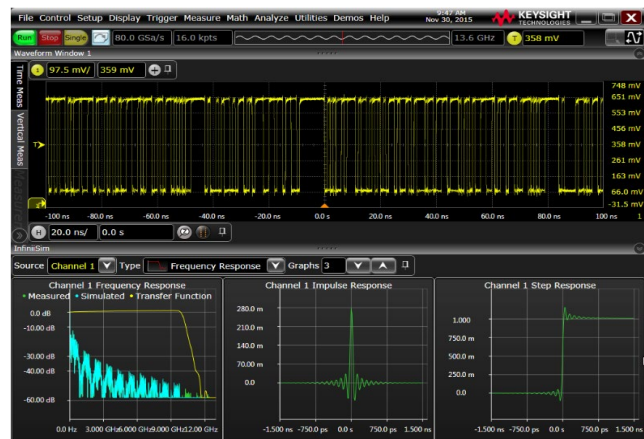 File Control Setup Display Trigger Measure Math Analyze Utilities Demos Help
9:47 AM
Nov 30, 2015
KEYSIGHT
TECHNOLOGIES
Run Stop Single 80.0 GSa/s 16.0 kpts 13.6 GHz T 358 mV
Waveform Window 1
Time Meas Vertical Meas
97.5 mV/ 359 mV
748 mV
651 mV
553 mV
456 mV
358 mV
261 mV
163 mV
66.0 mV
-31.5 mV
-100 ns -80.0 ns -60.0 ns -40.0 ns -20.0 ns 0.0 s 20.0 ns 40.0 ns 60.0 ns 80.0 ns 100 ns 1
H 20.0 ns/ 0.0 s
InfiniiSim
Source Channel 1 Type Frequency Response Graphs 3
Channel 1 Frequency Response
Measured Simulated Transfer Function
0.0 dB
-10.00 dB
-30.00 dB
-40.00 dB
-60.00 dB
0.0 Hz 3.000 GHz 6.000 GHz 9.000 GHz 12.00 GHz
Channel 1 Impulse Response
280.0 m
210.0 m
140.0 m
70.00 m
0.0
-1.500 ns -750.0 ps 0.0 s 750.0 ps 1.500 ns
Channel 1 Step Response
1.000
750.0 m
500.0 m
250.0 m
0.0
-1.500 ns -750.0 ps 0.0 s 750.0 ps 1.500 ns